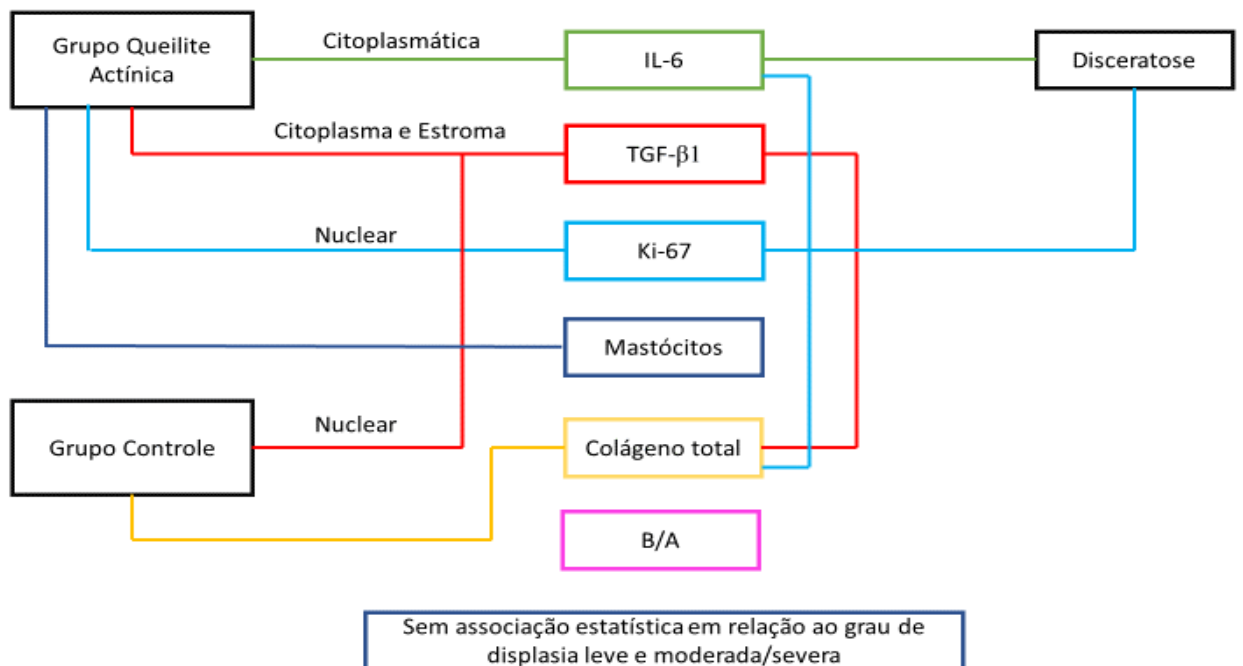 Grupo Queilite
Actínica
Citoplasmática
IL-6
Disceratose
Citoplasma e Estroma
TGF-β1
Nuclear
Ki-67
Mastócitos
Grupo Controle
Nuclear
Colágeno total
B/A
Sem associação estatística em relação ao grau de
displasia leve e moderada/severa